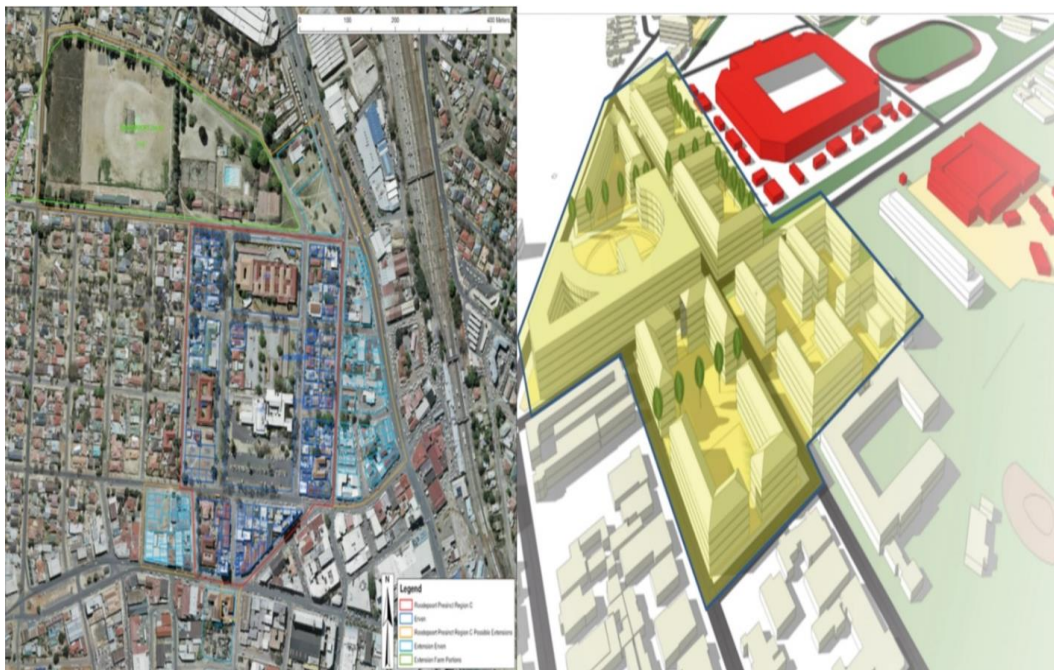 0 100 200 400 Meters
N
Legend
Roodepoort Precinct Region C
Erven
Roodepoort Precinct Region C Possible Extensions
Extension Erven
Extension Farm Portions